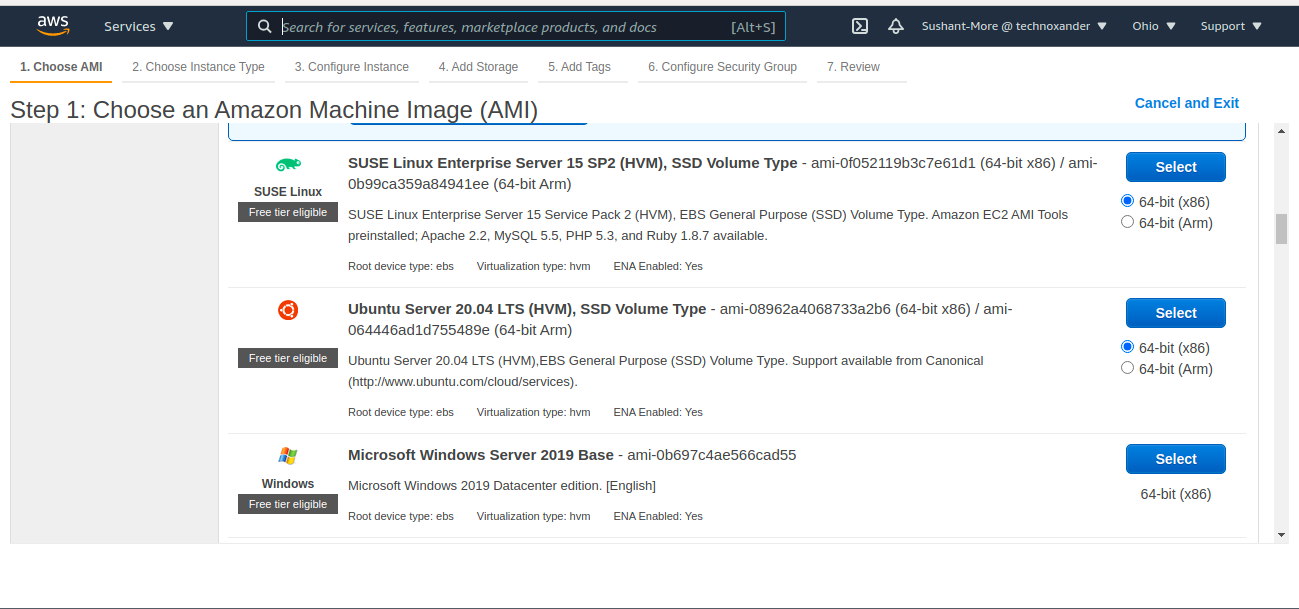 aws
Services
Search for services, features, marketplace products, and docs [Alt+S]
Sushant-More @ technoxander
Ohio
Support
1. Choose AMI 2. Choose Instance Type 3. Configure Instance 4. Add Storage 5. Add Tags 6. Configure Security Group 7. Review
Step 1: Choose an Amazon Machine Image (AMI)
Cancel and Exit
SUSE Linux
Free tier eligible
SUSE Linux Enterprise Server 15 SP2 (HVM), SSD Volume Type - ami-0f052119b3c7e61d1 (64-bit x86) / ami-
0b99ca359a84941ee (64-bit Arm)
SUSE Linux Enterprise Server 15 Service Pack 2 (HVM), EBS General Purpose (SSD) Volume Type. Amazon EC2 AMI Tools
preinstalled; Apache 2.2, MySQL 5.5, PHP 5.3, and Ruby 1.8.7 available.
Root device type: ebs Virtualization type: hvm ENA Enabled: Yes
Select
64-bit (x86)
64-bit (Arm)
Free tier eligible
Ubuntu Server 20.04 LTS (HVM), SSD Volume Type - ami-08962a4068733a2b6 (64-bit x86) / ami-
064446ad1d755489e (64-bit Arm)
Ubuntu Server 20.04 LTS (HVM),EBS General Purpose (SSD) Volume Type. Support available from Canonical
(http://www.ubuntu.com/cloud/services).
Root device type: ebs Virtualization type: hvm ENA Enabled: Yes
Select
64-bit (x86)
64-bit (Arm)
Windows
Free tier eligible
Microsoft Windows Server 2019 Base - ami-0b697c4ae566cad55
Microsoft Windows 2019 Datacenter edition. [English]
Root device type: ebs Virtualization type: hvm ENA Enabled: Yes
Select
64-bit (x86)